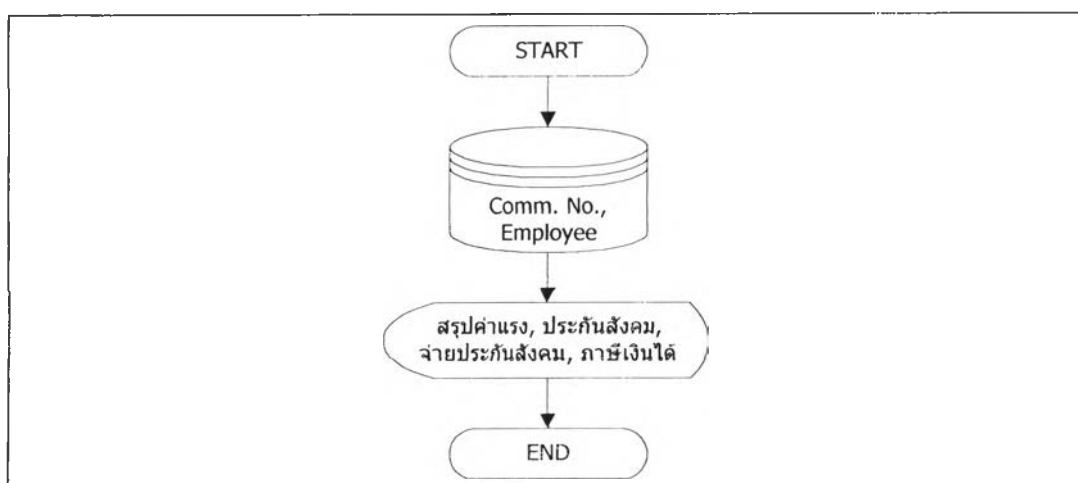 START
Comm. No.,
Employee
สรุปค่าแรง, ประกันสังคม,
จ่ายประกันสังคม, ภาษีเงินได้
END